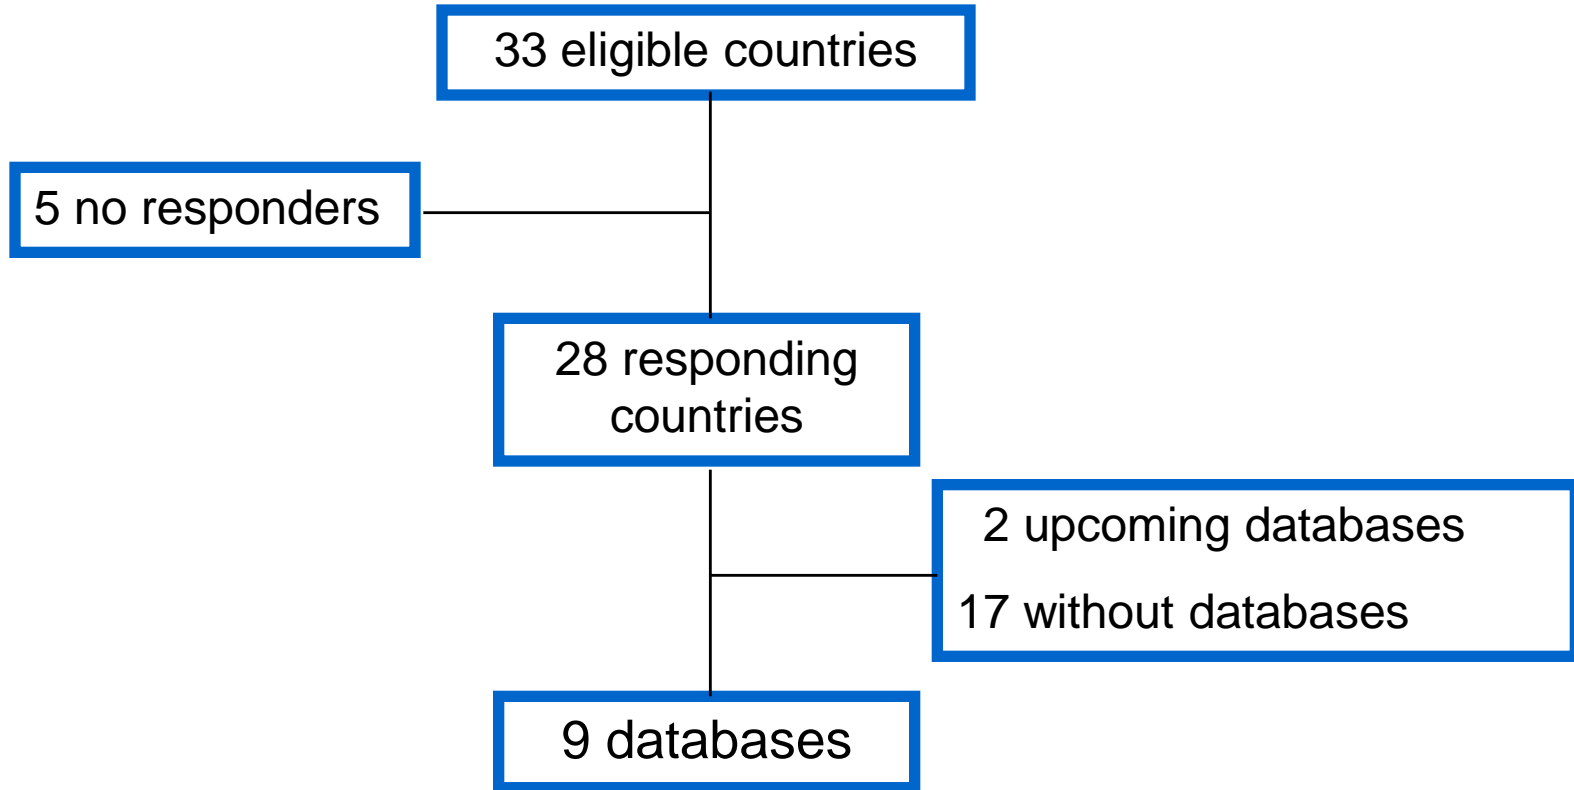 33 eligible countries
5 no responders
28 responding
countries
2 upcoming databases
17 without databases
9 databases